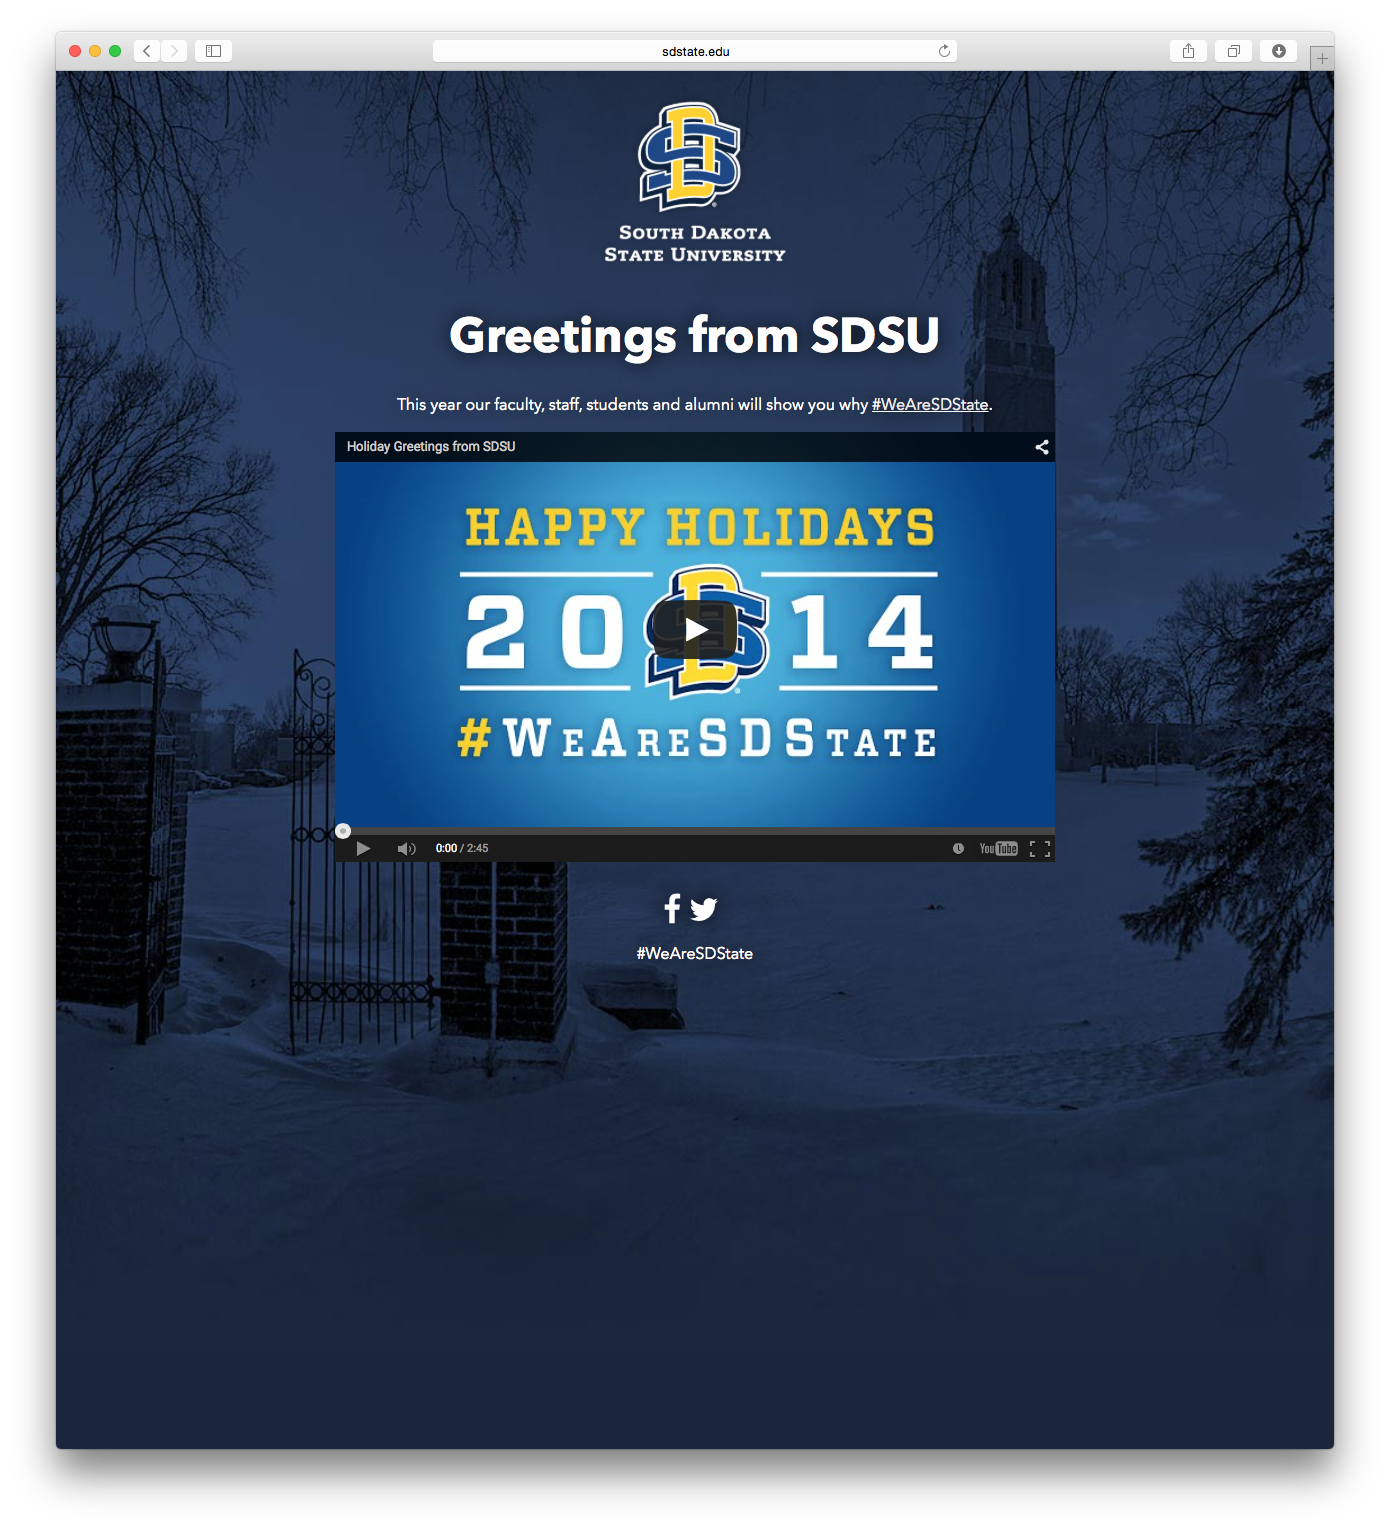 sdstate.edu
SOUTH DAKOTA
STATE UNIVERSITY
Greetings from SDSU
This year our faculty, staff, students and alumni will show you why #WeAreSDState.
Holiday Greetings from SDSU
HAPPY HOLIDAYS
20 SD 14
#WEARESDSTATE
0:00 / 2:45
YouTube
#WeAreSDState